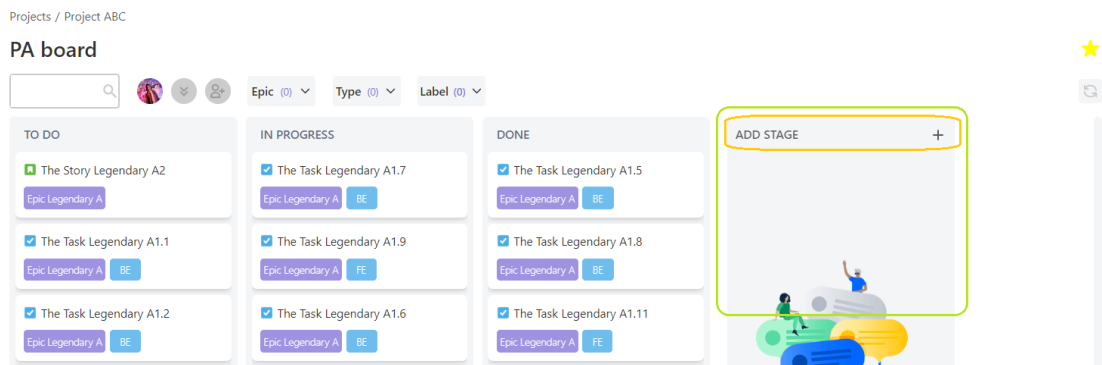 Projects / Project ABC
PA board
Epic (0)
Type (0)
Label (0)
TO DO
The Story Legendary A2
Epic Legendary A
The Task Legendary A1.1
Epic Legendary A BE
The Task Legendary A1.2
Epic Legendary A BE
IN PROGRESS
The Task Legendary A1.7
Epic Legendary A BE
The Task Legendary A1.9
Epic Legendary A FE
The Task Legendary A1.6
Epic Legendary A BE
DONE
The Task Legendary A1.5
Epic Legendary A BE
The Task Legendary A1.8
Epic Legendary A BE
The Task Legendary A1.11
Epic Legendary A FE
ADD STAGE +